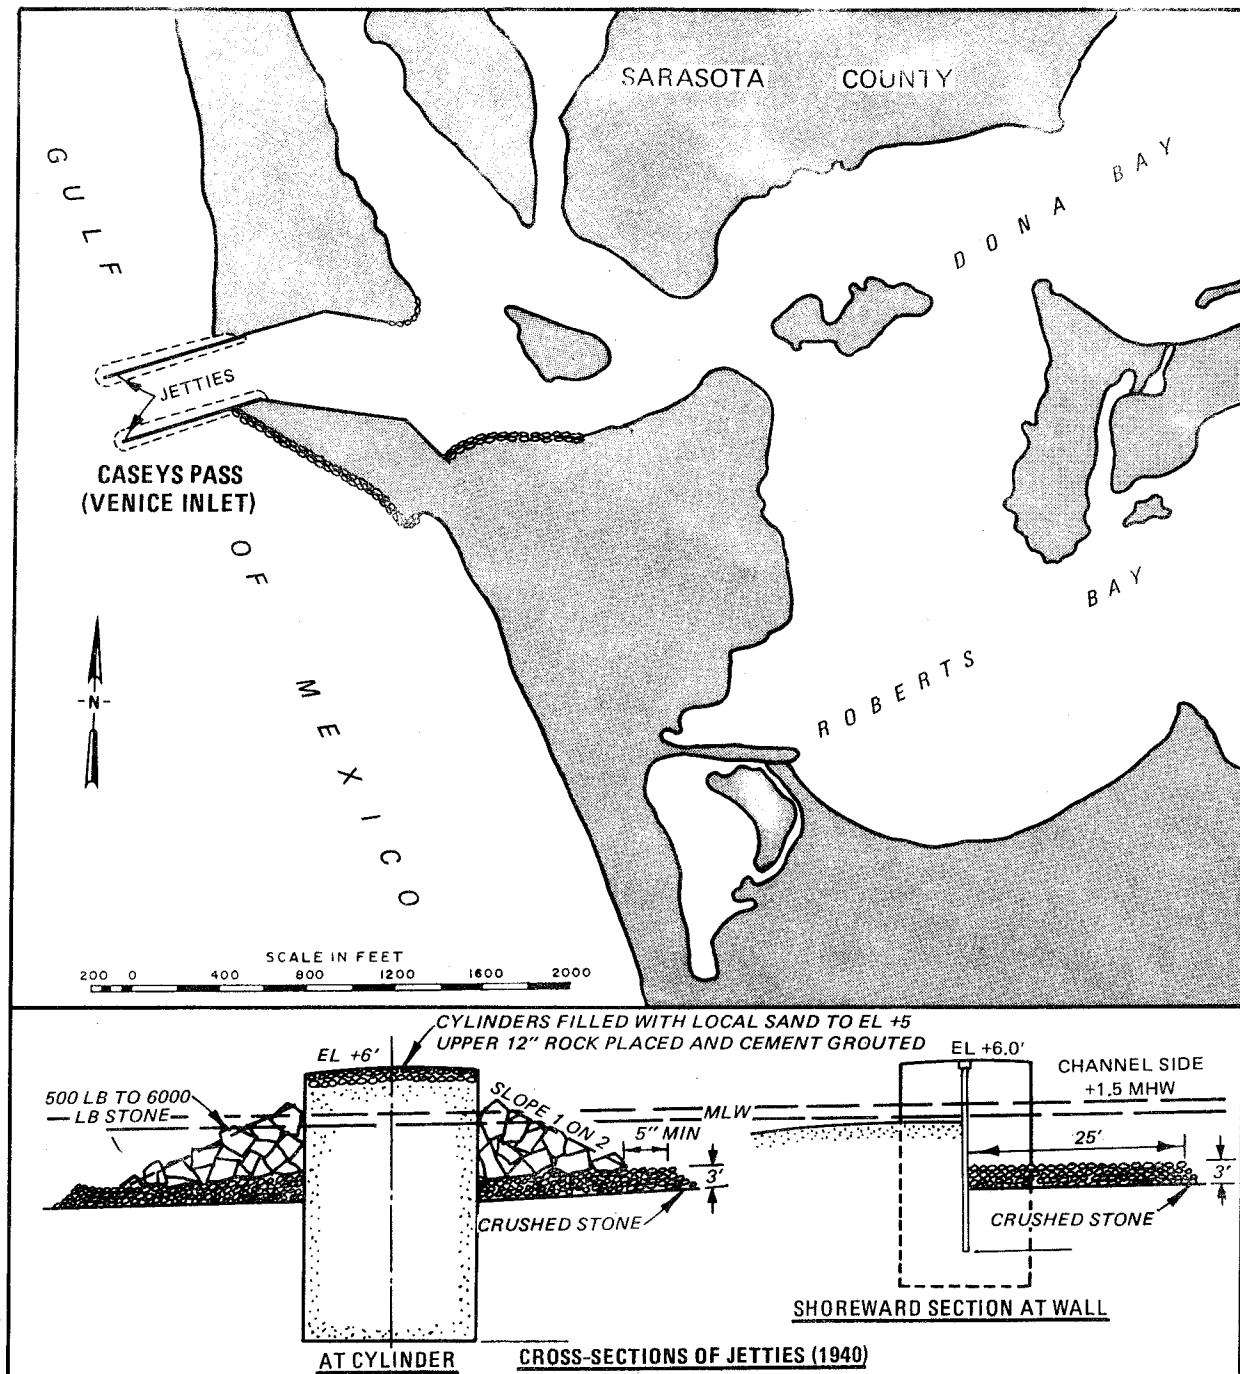 SARASOTA COUNTY
GULF
OF
MEXICO
DONA BAY
JETTIES
CASEYS PASS
(VENICE INLET)
ROBERTS BAY
-N-
SCALE IN FEET
200 0 400 800 1200 1600 2000
CYLINDERS FILLED WITH LOCAL SAND TO EL +5
UPPER 12" ROCK PLACED AND CEMENT GROUTED
EL +6'
500 LB TO 6000
LB STONE
SLOPE 1 ON 2
MLW
5" MIN
3'
CRUSHED STONE
AT CYLINDER
EL +6.0'
CHANNEL SIDE
+1.5 MHW
25'
3'
CRUSHED STONE
SHOREWARD SECTION AT WALL
CROSS-SECTIONS OF JETTIES (1940)